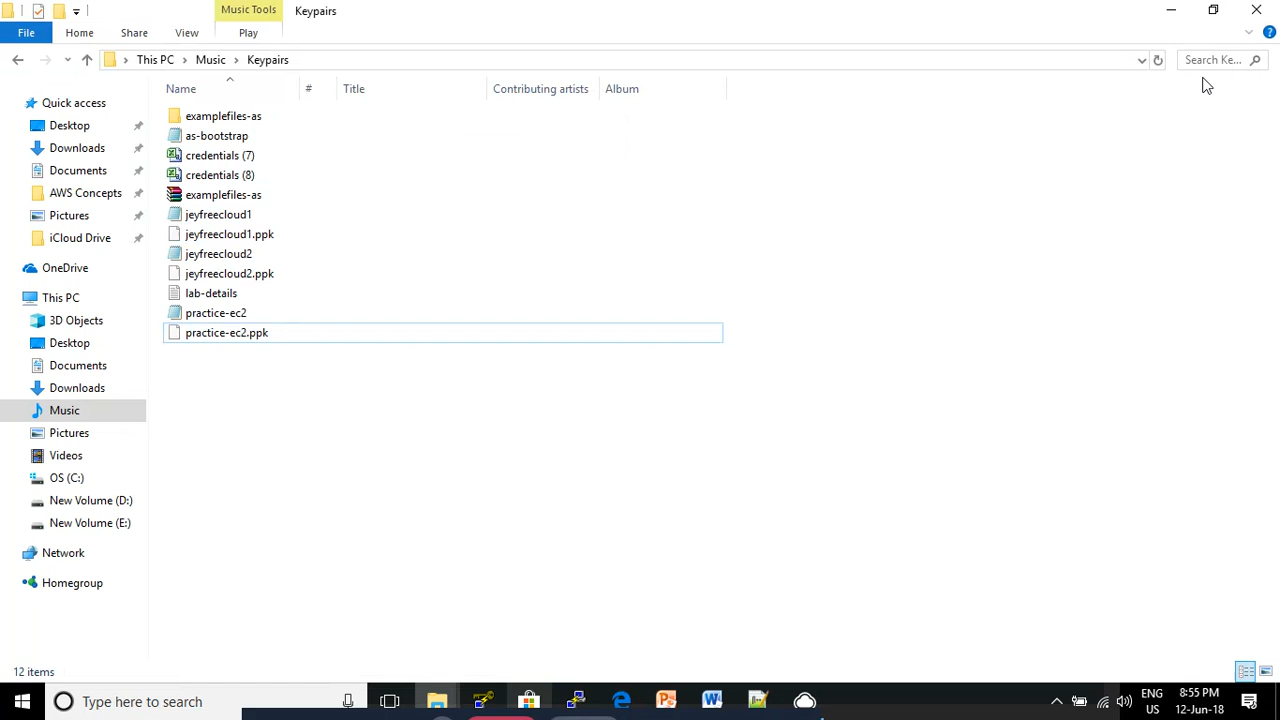 Music Tools
Keypairs
File
Home
Share
View
Play
This PC
Music
Keypairs
Search Ke...
Name
#
Title
Contributing artists
Album
Quick access
Desktop
Downloads
Documents
AWS Concepts
Pictures
iCloud Drive
OneDrive
This PC
3D Objects
Desktop
Documents
Downloads
Music
Pictures
Videos
OS (C:)
New Volume (D:)
New Volume (E:)
Network
Homegroup
examplefiles-as
as-bootstrap
credentials (7)
credentials (8)
examplefiles-as
jeyfreecloud1
jeyfreecloud1.ppk
jeyfreecloud2
jeyfreecloud2.ppk
lab-details
practice-ec2
practice-ec2.ppk
12 items
Type here to search
ENG
US
8:55 PM
12-Jun-18